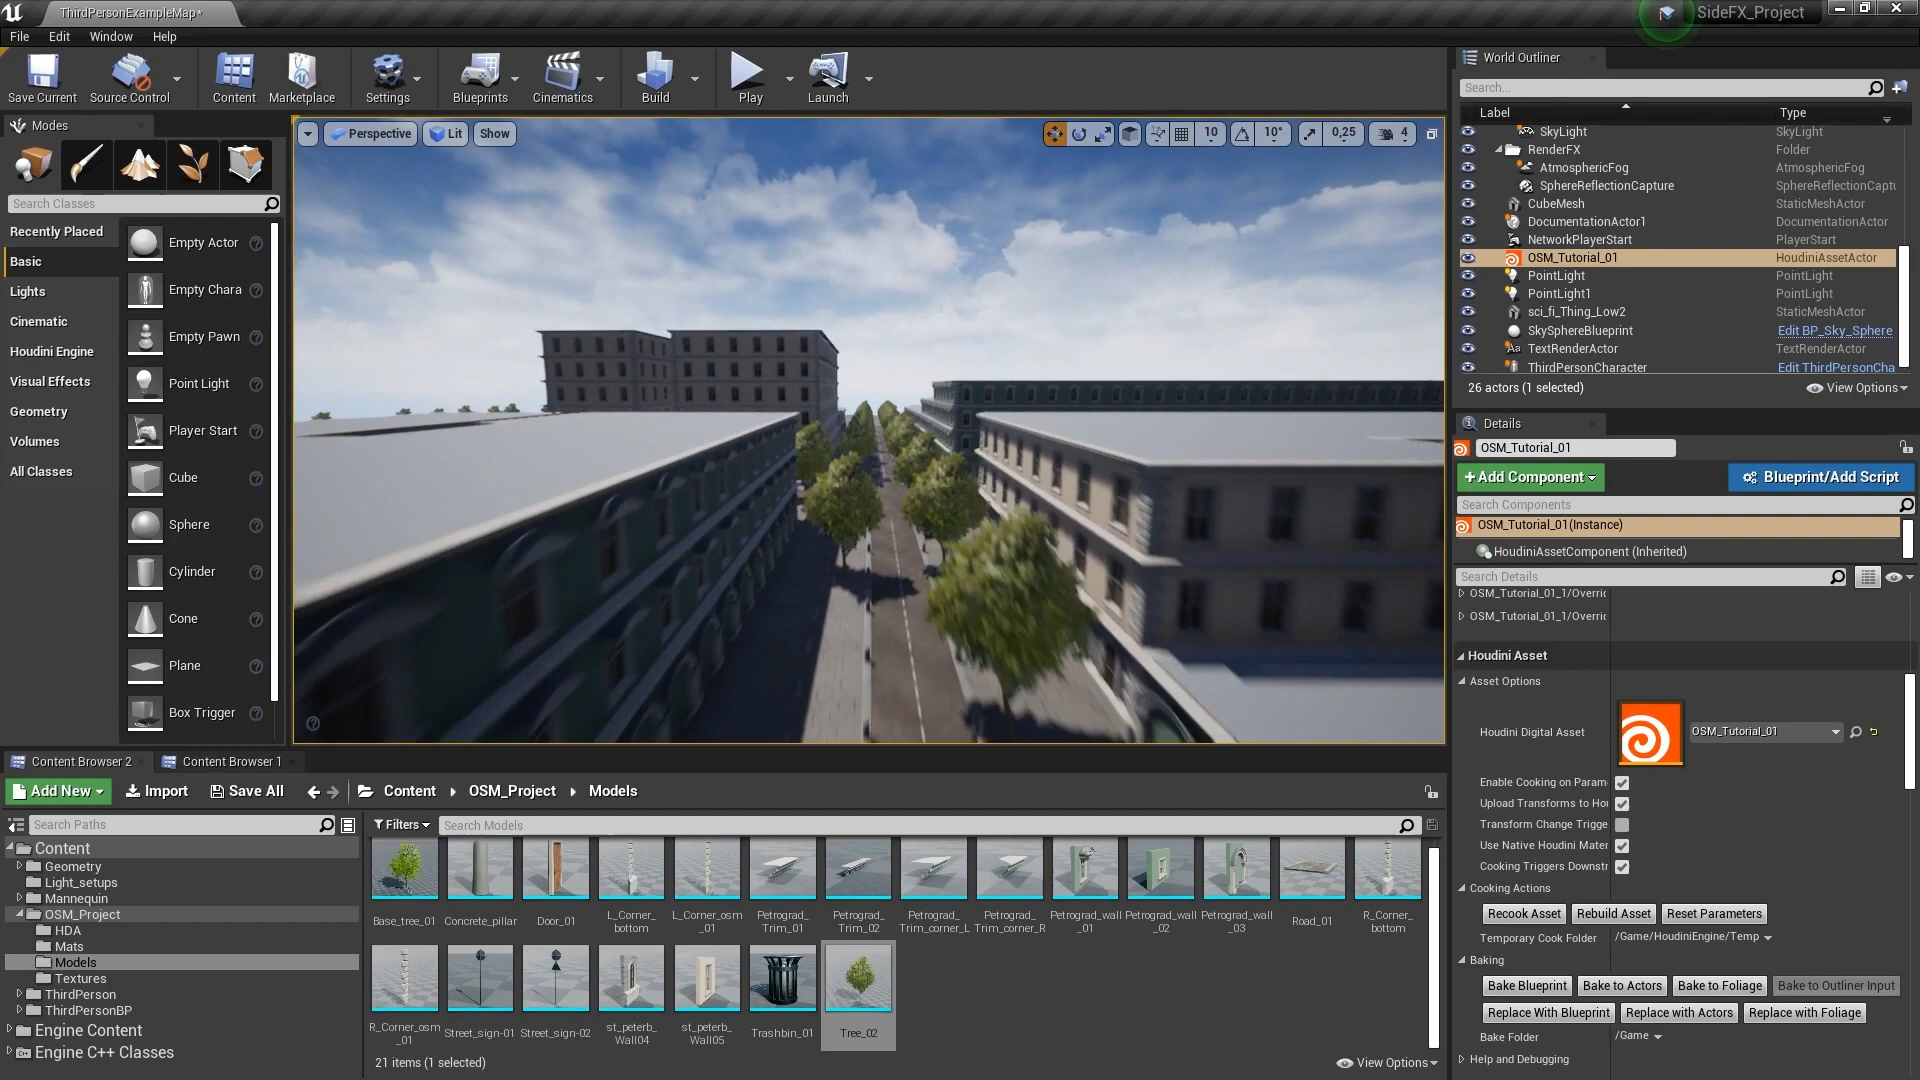 ThirdPersonExampleMap*
SideFX_Project
File Edit Window Help
Save Current Source Control Content Marketplace Settings Blueprints Cinematics Build Play Launch
Modes
Search Classes
Recently Placed
Basic
Lights
Cinematic
Houdini Engine
Visual Effects
Geometry
Volumes
All Classes
Empty Actor
Empty Chara
Empty Pawn
Point Light
Player Start
Cube
Sphere
Cylinder
Cone
Plane
Box Trigger
Perspective Lit Show
10 10° 0,25 4
World Outliner
Search...
Label Type
SkyLight SkyLight
RenderFX Folder
AtmosphericFog AtmosphericFog
SphereReflectionCapture SphereReflectionCaptu
CubeMesh StaticMeshActor
DocumentationActor1 DocumentationActor
NetworkPlayerStart PlayerStart
OSM_Tutorial_01 HoudiniAssetActor
PointLight PointLight
PointLight1 PointLight
sci_fi_Thing_Low2 StaticMeshActor
SkySphereBlueprint Edit BP_Sky_Sphere
TextRenderActor TextRenderActor
ThirdPersonCharacter Edit ThirdPersonCha
26 actors (1 selected) View Options
Details
OSM_Tutorial_01
+Add Component Blueprint/Add Script
Search Components
OSM_Tutorial_01(Instance)
HoudiniAssetComponent (Inherited)
Search Details
OSM_Tutorial_01_1/Overric
OSM_Tutorial_01_1/Overric
Houdini Asset
Asset Options
Houdini Digital Asset OSM_Tutorial_01
Enable Cooking on Param
Upload Transforms to Hou
Transform Change Trigge
Use Native Houdini Mater
Cooking Triggers Downstr
Cooking Actions
Recook Asset Rebuild Asset Reset Parameters
Temporary Cook Folder /Game/HoudiniEngine/Temp
Baking
Bake Blueprint Bake to Actors Bake to Foliage Bake to Outliner Input
Replace With Blueprint Replace with Actors Replace with Foliage
Bake Folder /Game
Help and Debugging
Content Browser 2 Content Browser 1
Add New Import Save All Content OSM_Project Models
Search Paths
Filters Search Models
Content
Geometry
Light_setups
Mannequin
OSM_Project
HDA
Mats
Models
Textures
ThirdPerson
ThirdPersonBP
Engine Content
Engine C++ Classes
Base_tree_01 Concrete_pillar Door_01 L_Corner_ L_Corner_osm Petrograd_ Petrograd_ Petrograd_ Petrograd_ Petrograd_wall Petrograd_wall Petrograd_wall Road_01 R_Corner_
bottom _01 Trim_01 Trim_02 Trim_corner_L Trim_corner_R _01 _02 _03 bottom
R_Corner_osm Street_sign-01 Street_sign-02 st_peterb_ st_peterb_ Trashbin_01 Tree_02
_01 Wall04 Wall05
21 items (1 selected) View Options